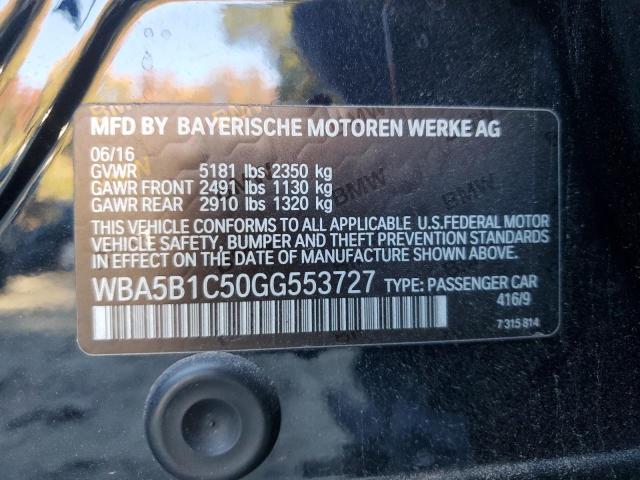 MFD BY BAYERISCHE MOTOREN WERKE AG
06/16
GVWR 5181 lbs 2350 kg
GAWR FRONT 2491 lbs 1130 kg
GAWR REAR 2910 lbs 1320 kg
THIS VEHICLE CONFORMS TO ALL APPLICABLE U.S.FEDERAL MOTOR
VEHICLE SAFETY, BUMPER AND THEFT PREVENTION STANDARDS
IN EFFECT ON THE DATE OF MANUFACTURE SHOWN ABOVE.
WBA5B1C50GG553727 TYPE: PASSENGER CAR
416/9
7 315 814